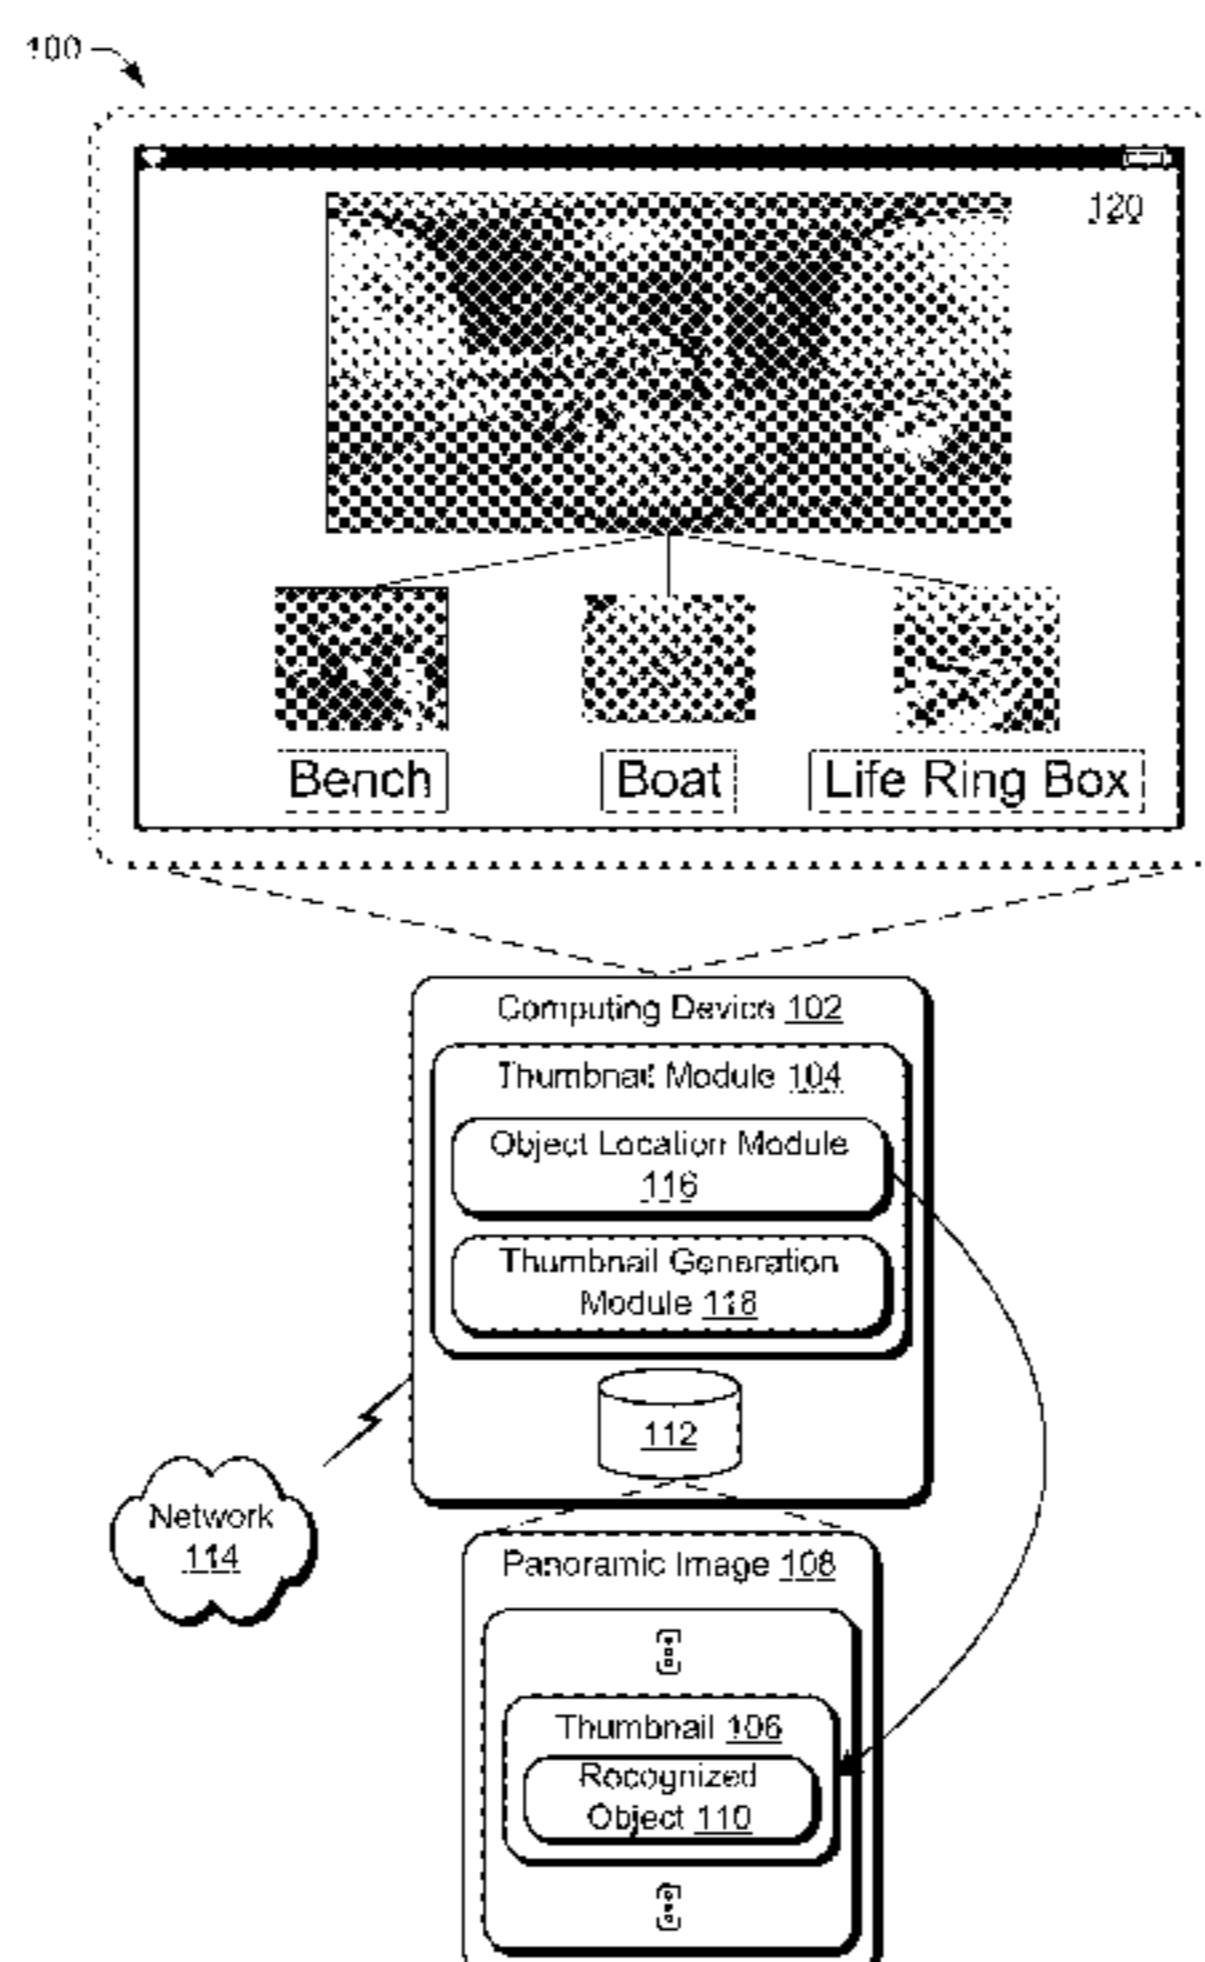 100
120
Bench
Boat
Life Ring Box
Computing Device 102
Thumbnail Module 104
Object Location Module
116
Thumbnail Generation
Module 118
112
Network
114
Panoramic Image 108
Thumbnail 106
Recognized
Object 110